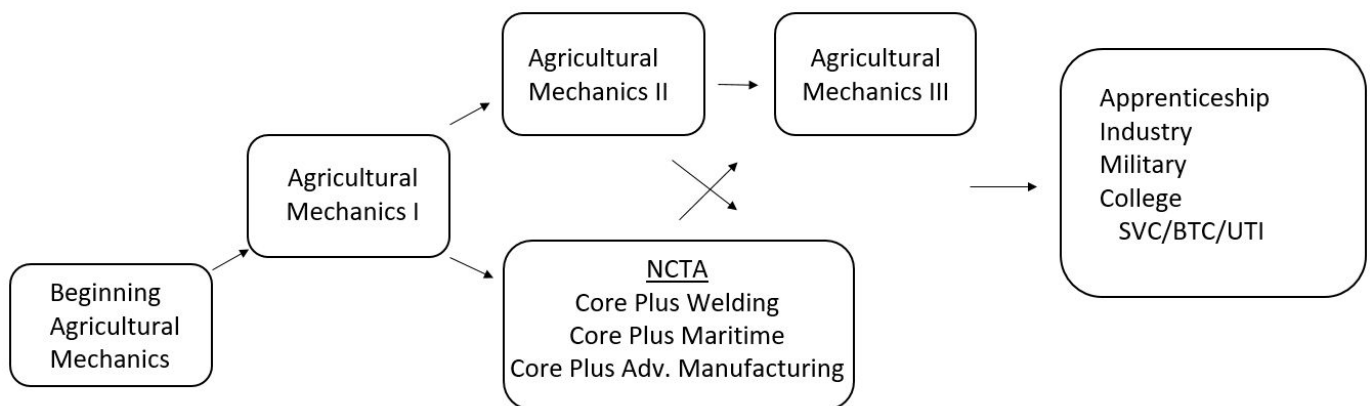 Beginning
Agricultural
Mechanics
Agricultural
Mechanics I
Agricultural
Mechanics II
Agricultural
Mechanics III
NCTA
Core Plus Welding
Core Plus Maritime
Core Plus Adv. Manufacturing
Apprenticeship
Industry
Military
College
SVC/BTC/UTI